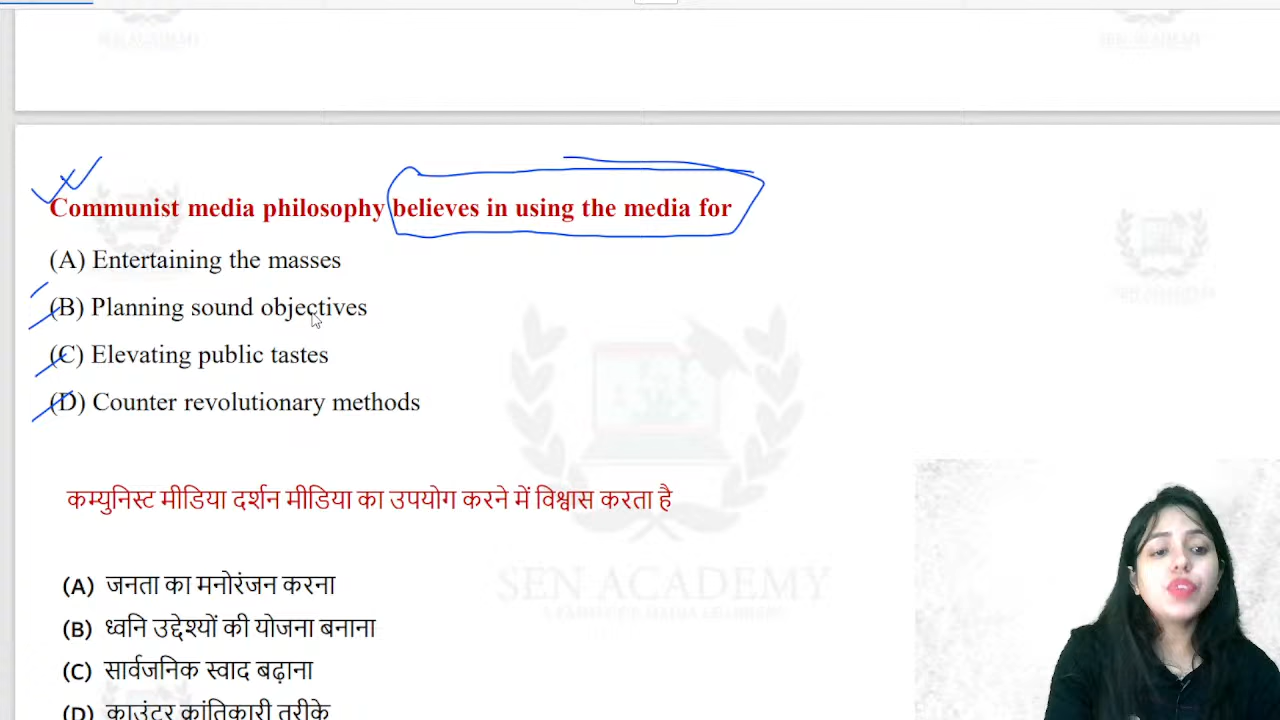 Communist media philosophy believes in using the media for
(A) Entertaining the masses
(B) Planning sound objectives
(C) Elevating public tastes
(D) Counter revolutionary methods
कम्युनिस्ट मीडिया दर्शन मीडिया का उपयोग करने में विश्वास करता है
(A) जनता का मनोरंजन करना
(B) ध्वनि उद्देश्यों की योजना बनाना
(C) सार्वजनिक स्वाद बढ़ाना
(D) काउंटर क्रांतिकारी तरीके
SEN ACADEMY